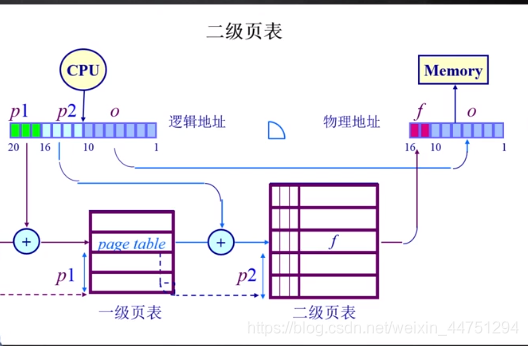 二级页表
CPU
Memory
p1 p2 o
逻辑地址
物理地址
f o
20 16 10 1
16 10 1
+
page table
+
f
p1
p2
一级页表
二级页表
https://blog.csdn.net/weixin_44751294